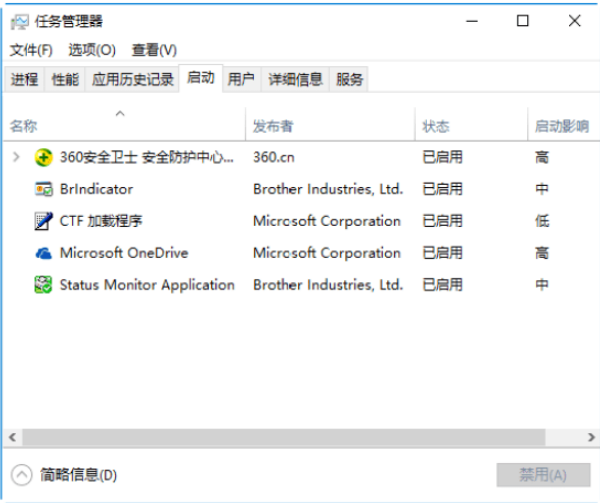 任务管理器
文件(F) 选项(O) 查看(V)
进程 性能 应用历史记录 启动 用户 详细信息 服务
名称 发布者 状态 启动影响
360安全卫士 安全防护中心... 360.cn 已启用 高
BrIndicator Brother Industries, Ltd. 已启用 中
CTF 加载程序 Microsoft Corporation 已启用 低
Microsoft OneDrive Microsoft Corporation 已启用 高
Status Monitor Application Brother Industries, Ltd. 已启用 中
简略信息(D) 禁用(A)